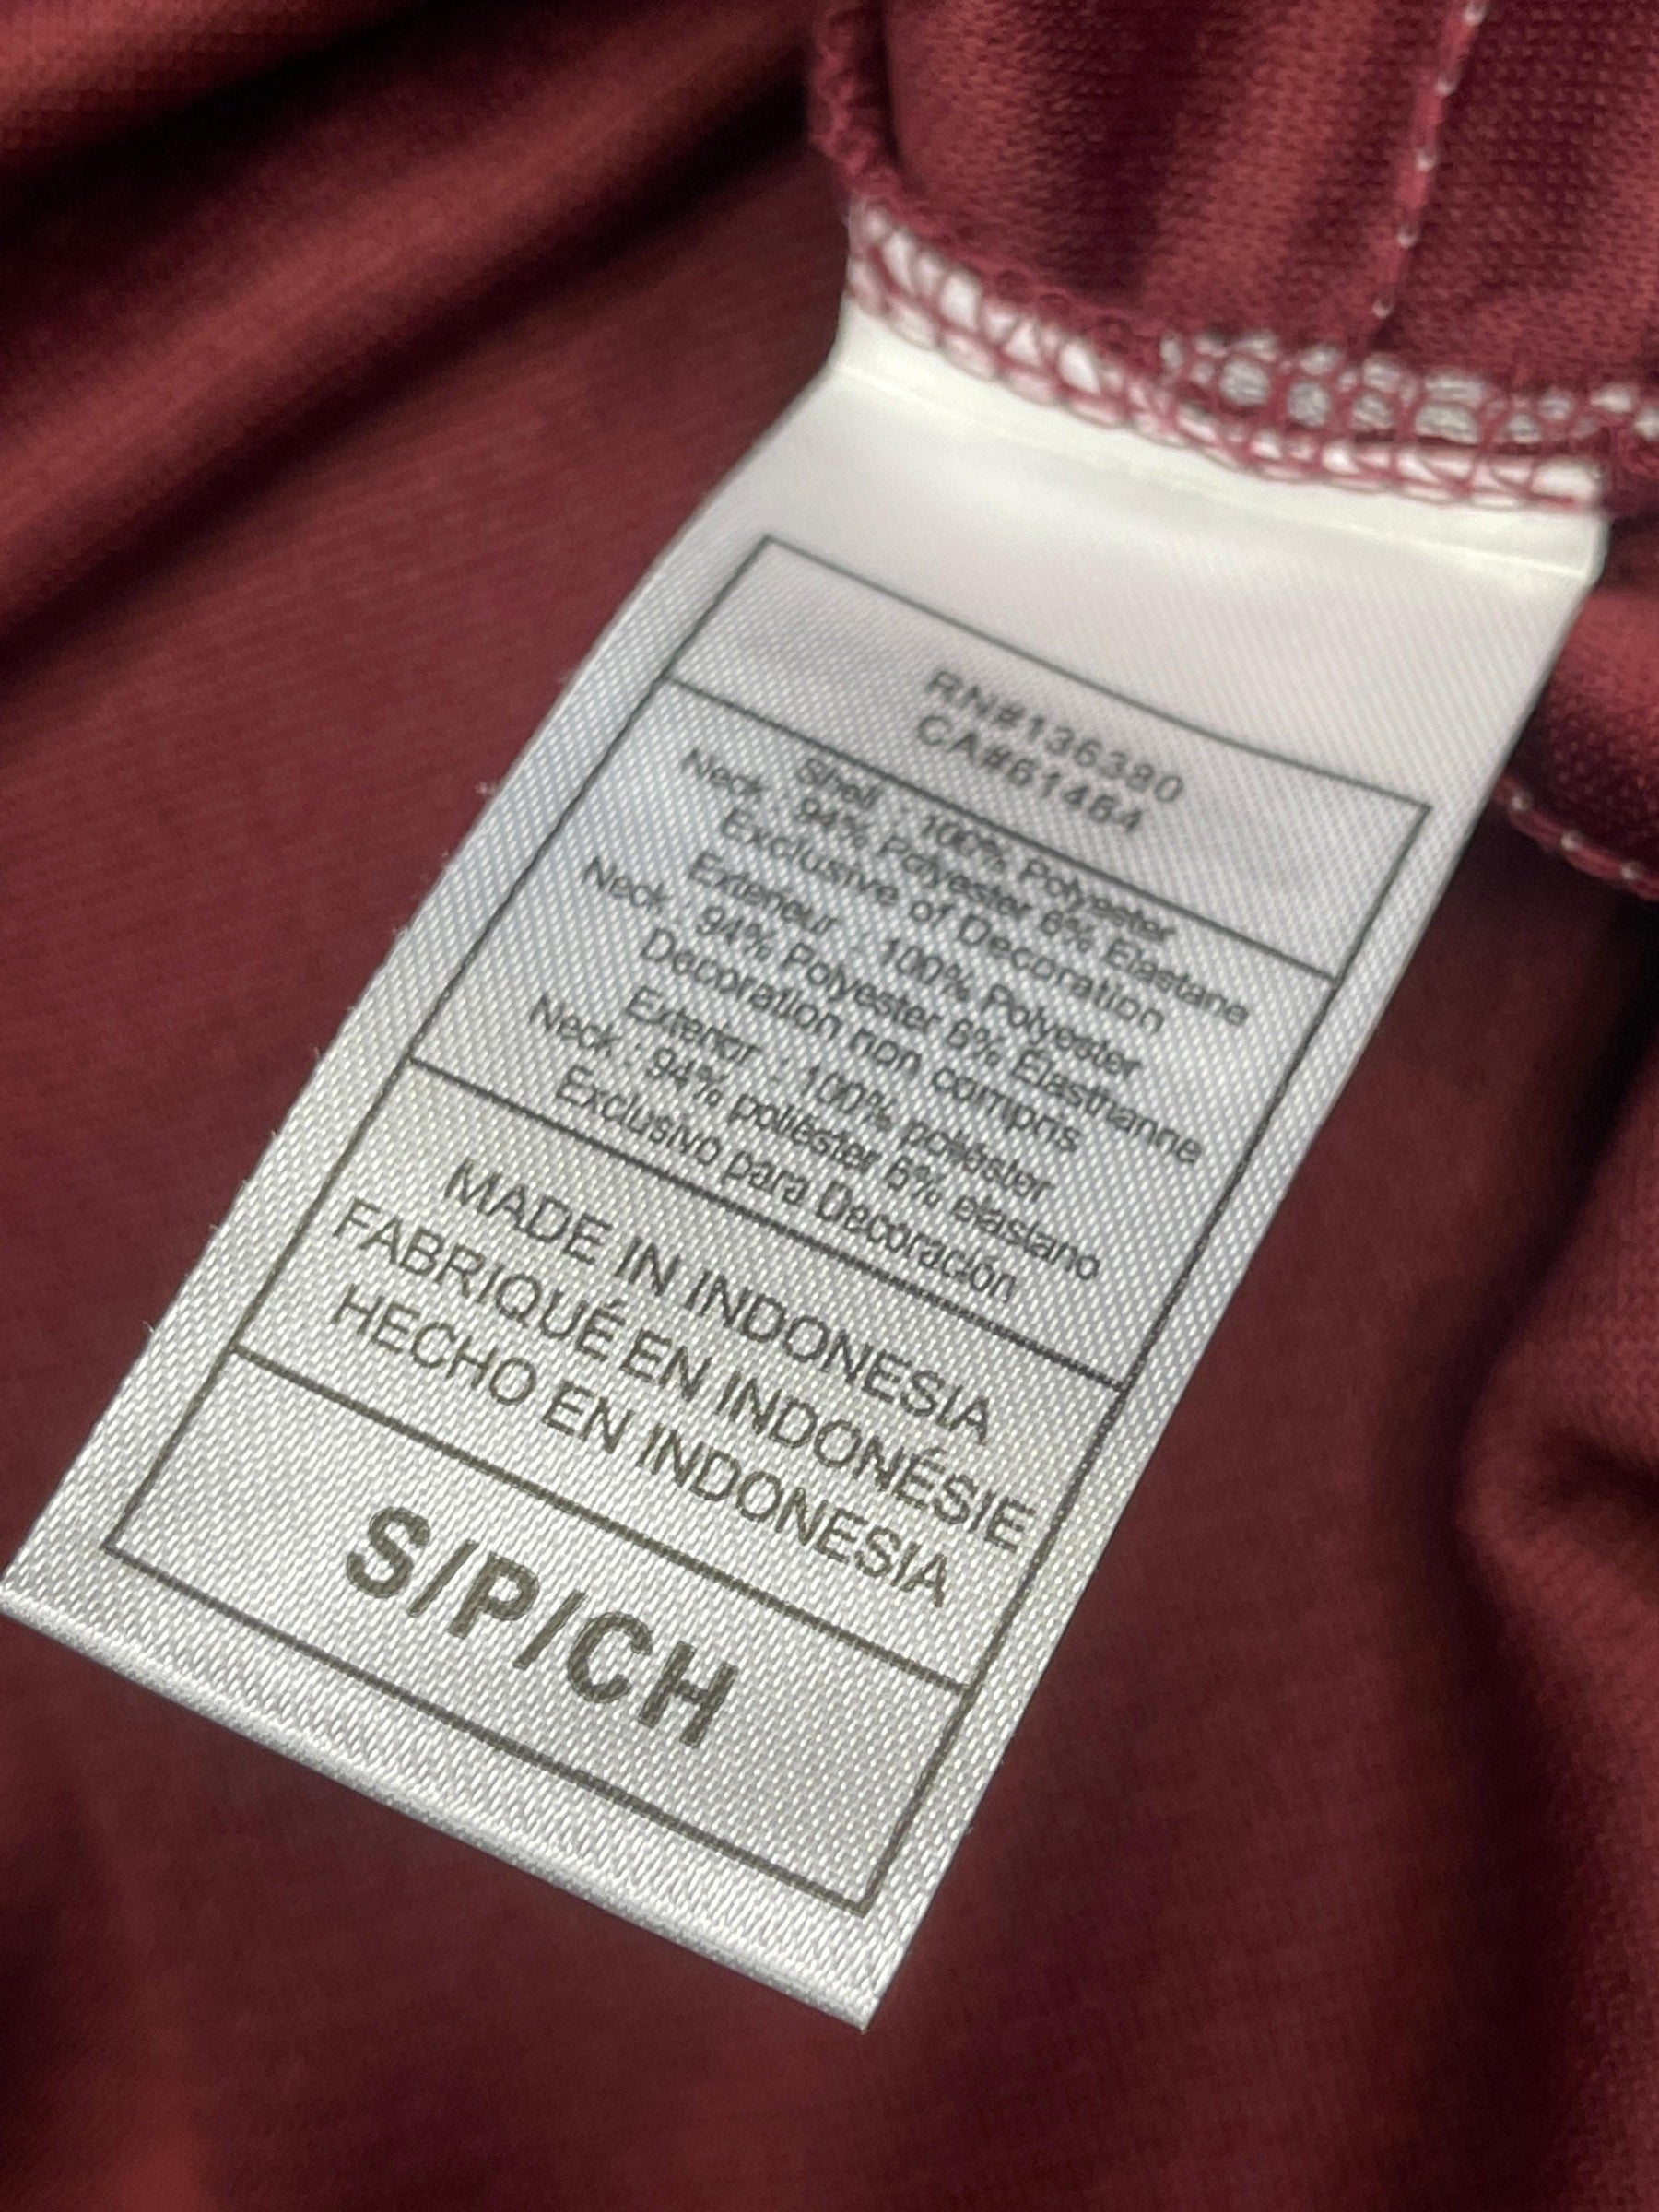 RN#136380
CA#61464
Shell : 100% Polyester
Neck : 94% Polyester 6% Elastane
Exclusive of Decoration
Exterieur : 100% Polyester
Neck : 94% Polyester 6% Élasthanne
Decoration non compris
Exterior : 100% poliéster
Neck : 94% poliéster 6% elastano
Exclusivo para Decoración
MADE IN INDONESIA
FABRIQUÉ EN INDONÉSIE
HECHO EN INDONESIA
S/P/CH